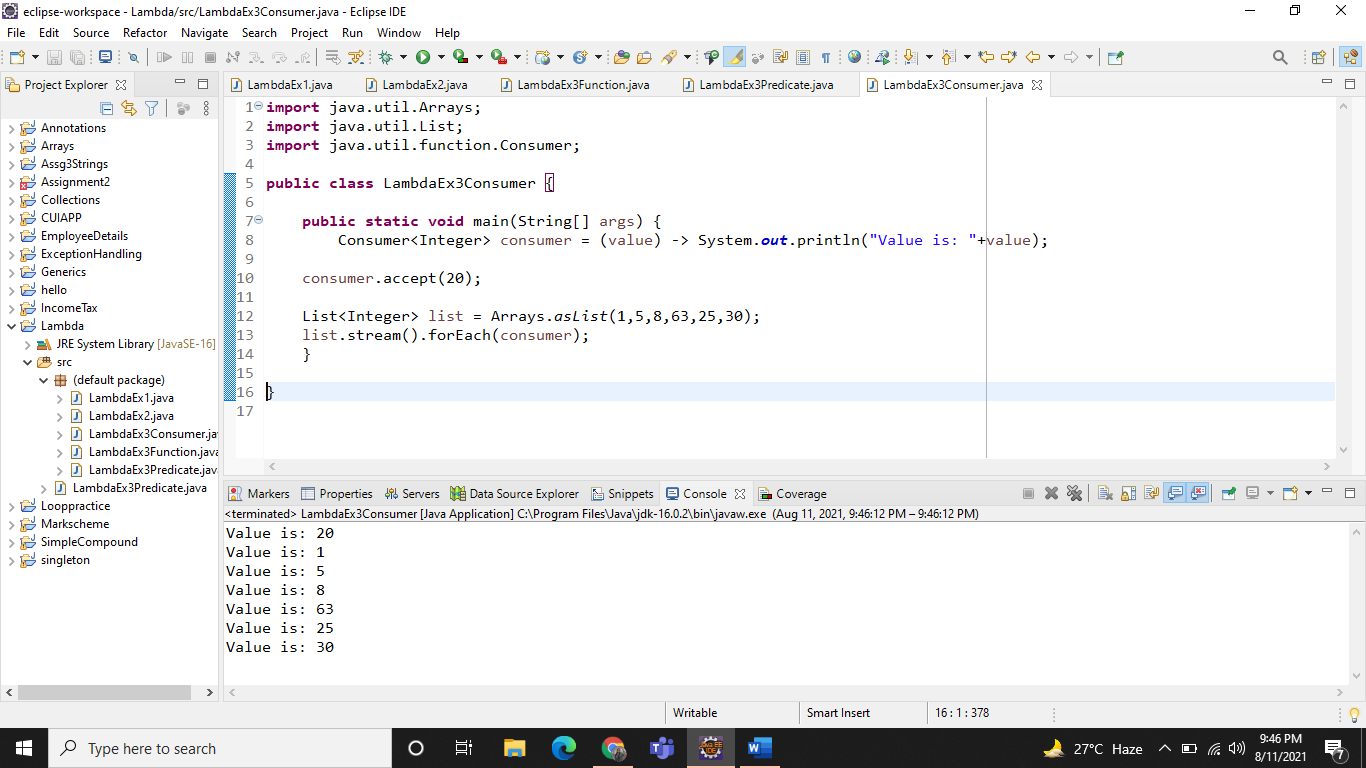 eclipse-workspace - Lambda/src/LambdaEx3Consumer.java - Eclipse IDE
File Edit Source Refactor Navigate Search Project Run Window Help
Project Explorer
Annotations
Arrays
Assg3Strings
Assignment2
Collections
CUIAPP
EmployeeDetails
ExceptionHandling
Generics
hello
IncomeTax
Lambda
JRE System Library [JavaSE-16]
src
(default package)
LambdaEx1.java
LambdaEx2.java
LambdaEx3Consumer.ja
LambdaEx3Function.java
LambdaEx3Predicate.jav
LambdaEx3Predicate.java
Looppractice
Markscheme
SimpleCompound
singleton
LambdaEx1.java LambdaEx2.java LambdaEx3Function.java LambdaEx3Predicate.java LambdaEx3Consumer.java
1 import java.util.Arrays;
2 import java.util.List;
3 import java.util.function.Consumer;
4
5 public class LambdaEx3Consumer {
6
7 public static void main(String[] args) {
8 Consumer<Integer> consumer = (value) -> System.out.println("Value is: "+value);
9
10 consumer.accept(20);
11
12 List<Integer> list = Arrays.asList(1,5,8,63,25,30);
13 list.stream().forEach(consumer);
14 }
15
16 }
17
Markers Properties Servers Data Source Explorer Snippets Console Coverage
<terminated> LambdaEx3Consumer [Java Application] C:\Program Files\Java\jdk-16.0.2\bin\javaw.exe (Aug 11, 2021, 9:46:12 PM – 9:46:12 PM)
Value is: 20
Value is: 1
Value is: 5
Value is: 8
Value is: 63
Value is: 25
Value is: 30
Writable Smart Insert 16 : 1 : 378
Type here to search
27°C Haze
9:46 PM
8/11/2021
7